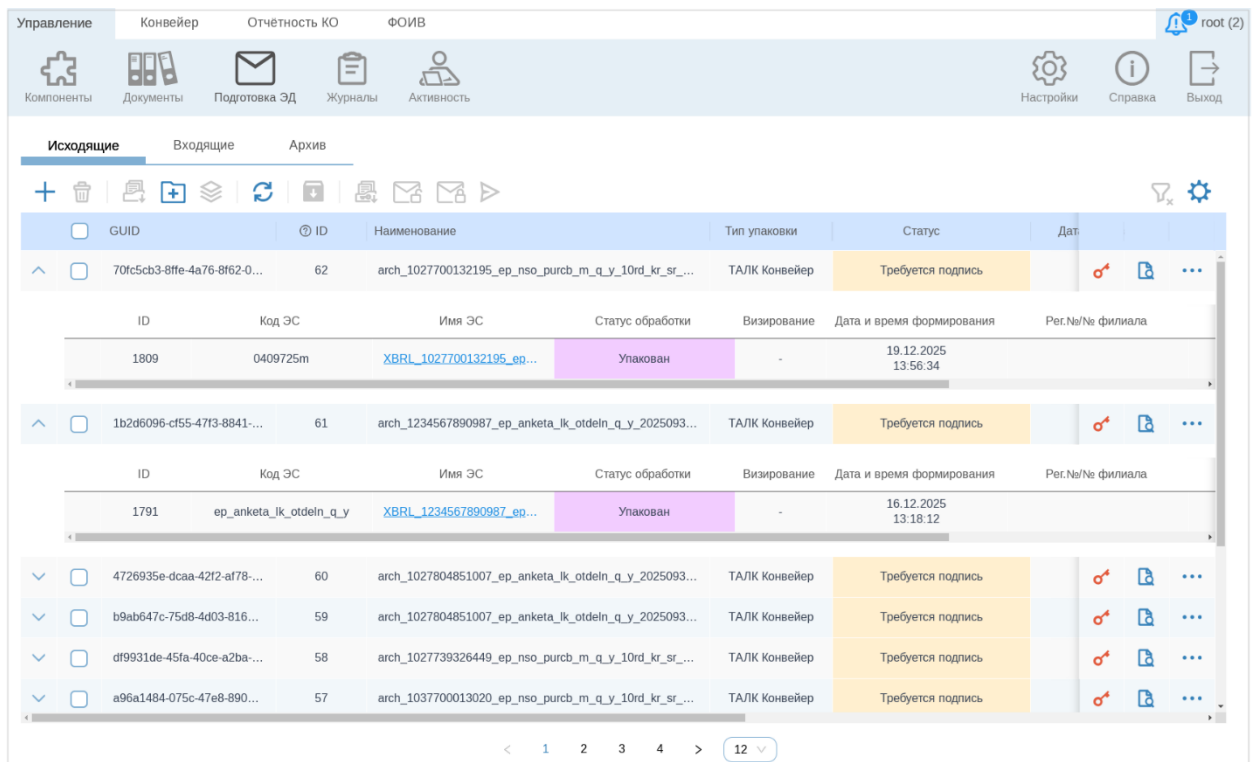 Управление Конвейер Отчётность КО ФОИВ 1 root (2)
Компоненты Документы Подготовка ЭД Журналы Активность Настройки Справка Выход
Исходящие Входящие Архив
GUID ID Наименование Тип упаковки Статус Дат
70fc5cb3-8ffe-4a76-8f62-0... 62 arch_1027700132195_ep_nso_purcb_m_q_y_10rd_kr_sr_... ТАЛК Конвейер Требуется подпись
ID Код ЭС Имя ЭС Статус обработки Визирование Дата и время формирования Рег.№/№ филиала
1809 0409725m XBRL_1027700132195_ep... Упакован - 19.12.2025
13:56:34
1b2d6096-cf55-47f3-8841-... 61 arch_1234567890987_ep_anketa_lk_otdeln_q_y_2025093... ТАЛК Конвейер Требуется подпись
ID Код ЭС Имя ЭС Статус обработки Визирование Дата и время формирования Рег.№/№ филиала
1791 ep_anketa_lk_otdeln_q_y XBRL_1234567890987_ep... Упакован - 16.12.2025
13:18:12
4726935e-dcaa-42f2-af78-... 60 arch_1027804851007_ep_anketa_lk_otdeln_q_y_2025093... ТАЛК Конвейер Требуется подпись
b9ab647c-75d8-4d03-816... 59 arch_1027804851007_ep_anketa_lk_otdeln_q_y_2025093... ТАЛК Конвейер Требуется подпись
df9931de-45fa-40ce-a2ba-... 58 arch_1027739326449_ep_nso_purcb_m_q_y_10rd_kr_sr_... ТАЛК Конвейер Требуется подпись
a96a1484-075c-47e8-890... 57 arch_1037700013020_ep_nso_purcb_m_q_y_10rd_kr_sr_... ТАЛК Конвейер Требуется подпись
< 1 2 3 4 > 12